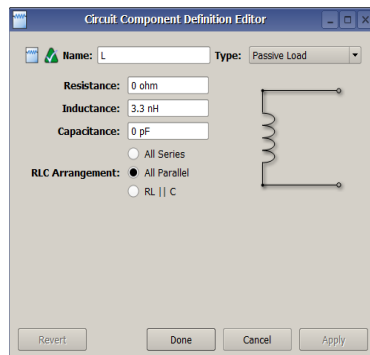 Circuit Component Definition Editor
Name: L Type: Passive Load
Resistance: 0 ohm
Inductance: 3.3 nH
Capacitance: 0 pF
All Series
RLC Arrangement: All Parallel
RL || C
Revert Done Cancel Apply